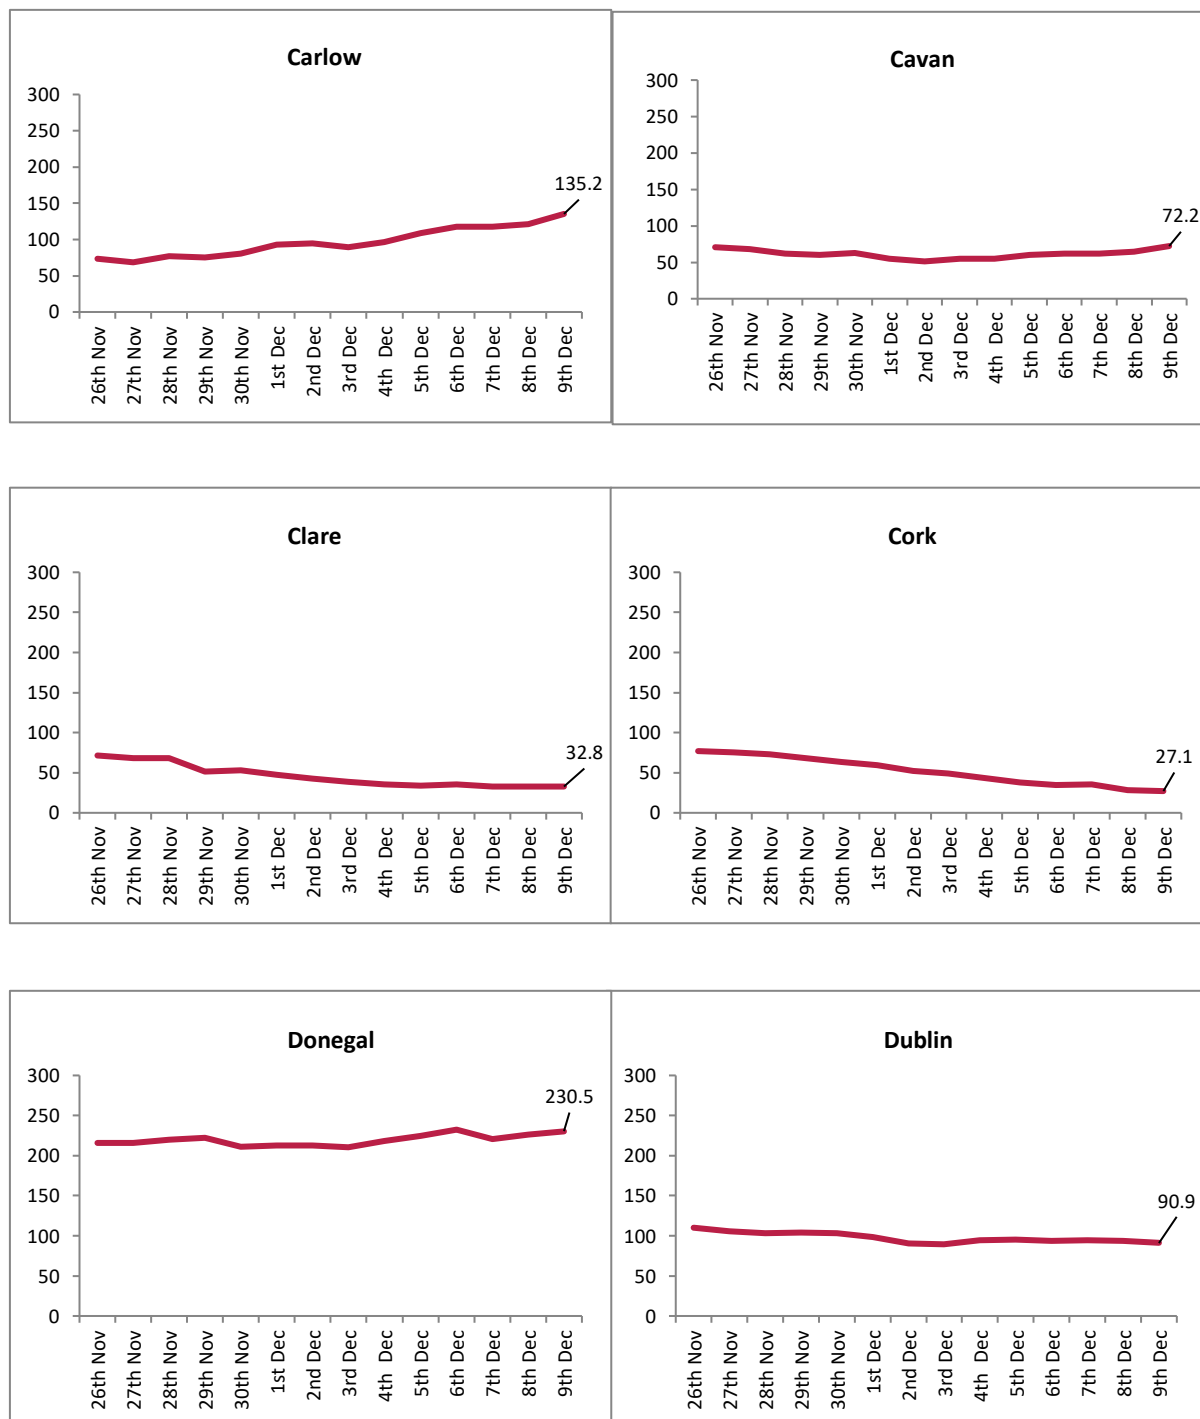 Carlow
300
250
200
150
100
50
0
135.2
26th Nov
27th Nov
28th Nov
29th Nov
30th Nov
1st Dec
2nd Dec
3rd Dec
4th  Dec
5th Dec
6th Dec
7th Dec
8th Dec
9th Dec
Cavan
300
250
200
150
100
50
0
72.2
26th Nov
27th Nov
28th Nov
29th Nov
30th Nov
1st Dec
2nd Dec
3rd Dec
4th  Dec
5th Dec
6th Dec
7th Dec
8th Dec
9th Dec
Clare
300
250
200
150
100
50
0
32.8
26th Nov
27th Nov
28th Nov
29th Nov
30th Nov
1st Dec
2nd Dec
3rd Dec
4th  Dec
5th Dec
6th Dec
7th Dec
8th Dec
9th Dec
Cork
300
250
200
150
100
50
0
27.1
26th Nov
27th Nov
28th Nov
29th Nov
30th Nov
1st Dec
2nd Dec
3rd Dec
4th  Dec
5th Dec
6th Dec
7th Dec
8th Dec
9th Dec
Donegal
300
250
200
150
100
50
0
230.5
26th Nov
27th Nov
28th Nov
29th Nov
30th Nov
1st Dec
2nd Dec
3rd Dec
4th  Dec
5th Dec
6th Dec
7th Dec
8th Dec
9th Dec
Dublin
300
250
200
150
100
50
0
90.9
26th Nov
27th Nov
28th Nov
29th Nov
30th Nov
1st Dec
2nd Dec
3rd Dec
4th  Dec
5th Dec
6th Dec
7th Dec
8th Dec
9th Dec